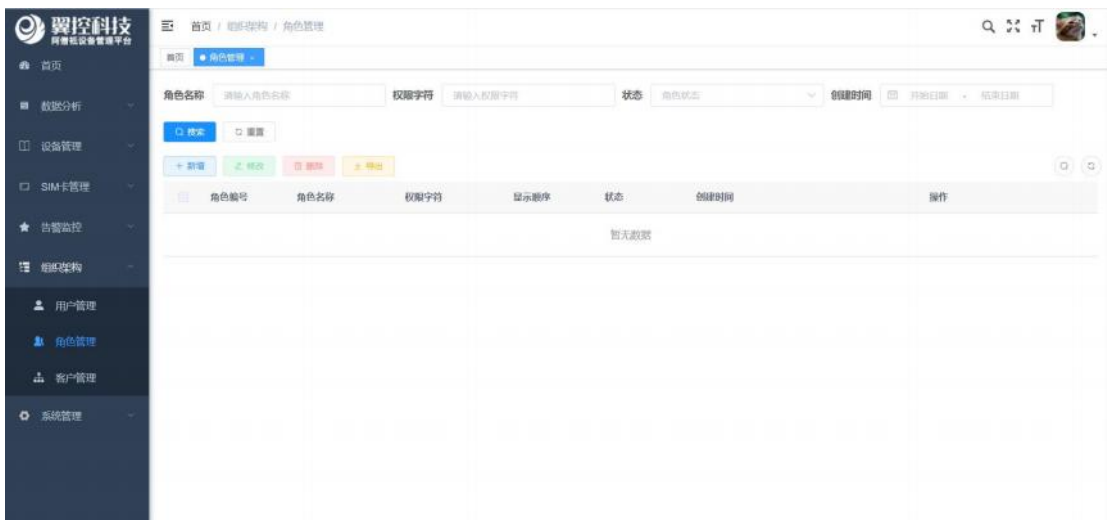 翼控科技
设备管理平台
首页 / 组织架构 / 角色管理
首页
角色管理
首页
数据分析
设备管理
SIM卡管理
告警监控
组织架构
用户管理
角色管理
客户管理
系统管理
角色名称 请输入角色名称 权限字符 请输入权限字符 状态 角色状态 创建时间 开始日期 - 结束日期
搜索 重置
+ 新增 修改 删除 导出
角色编号 角色名称 权限字符 显示顺序 状态 创建时间 操作
暂无数据